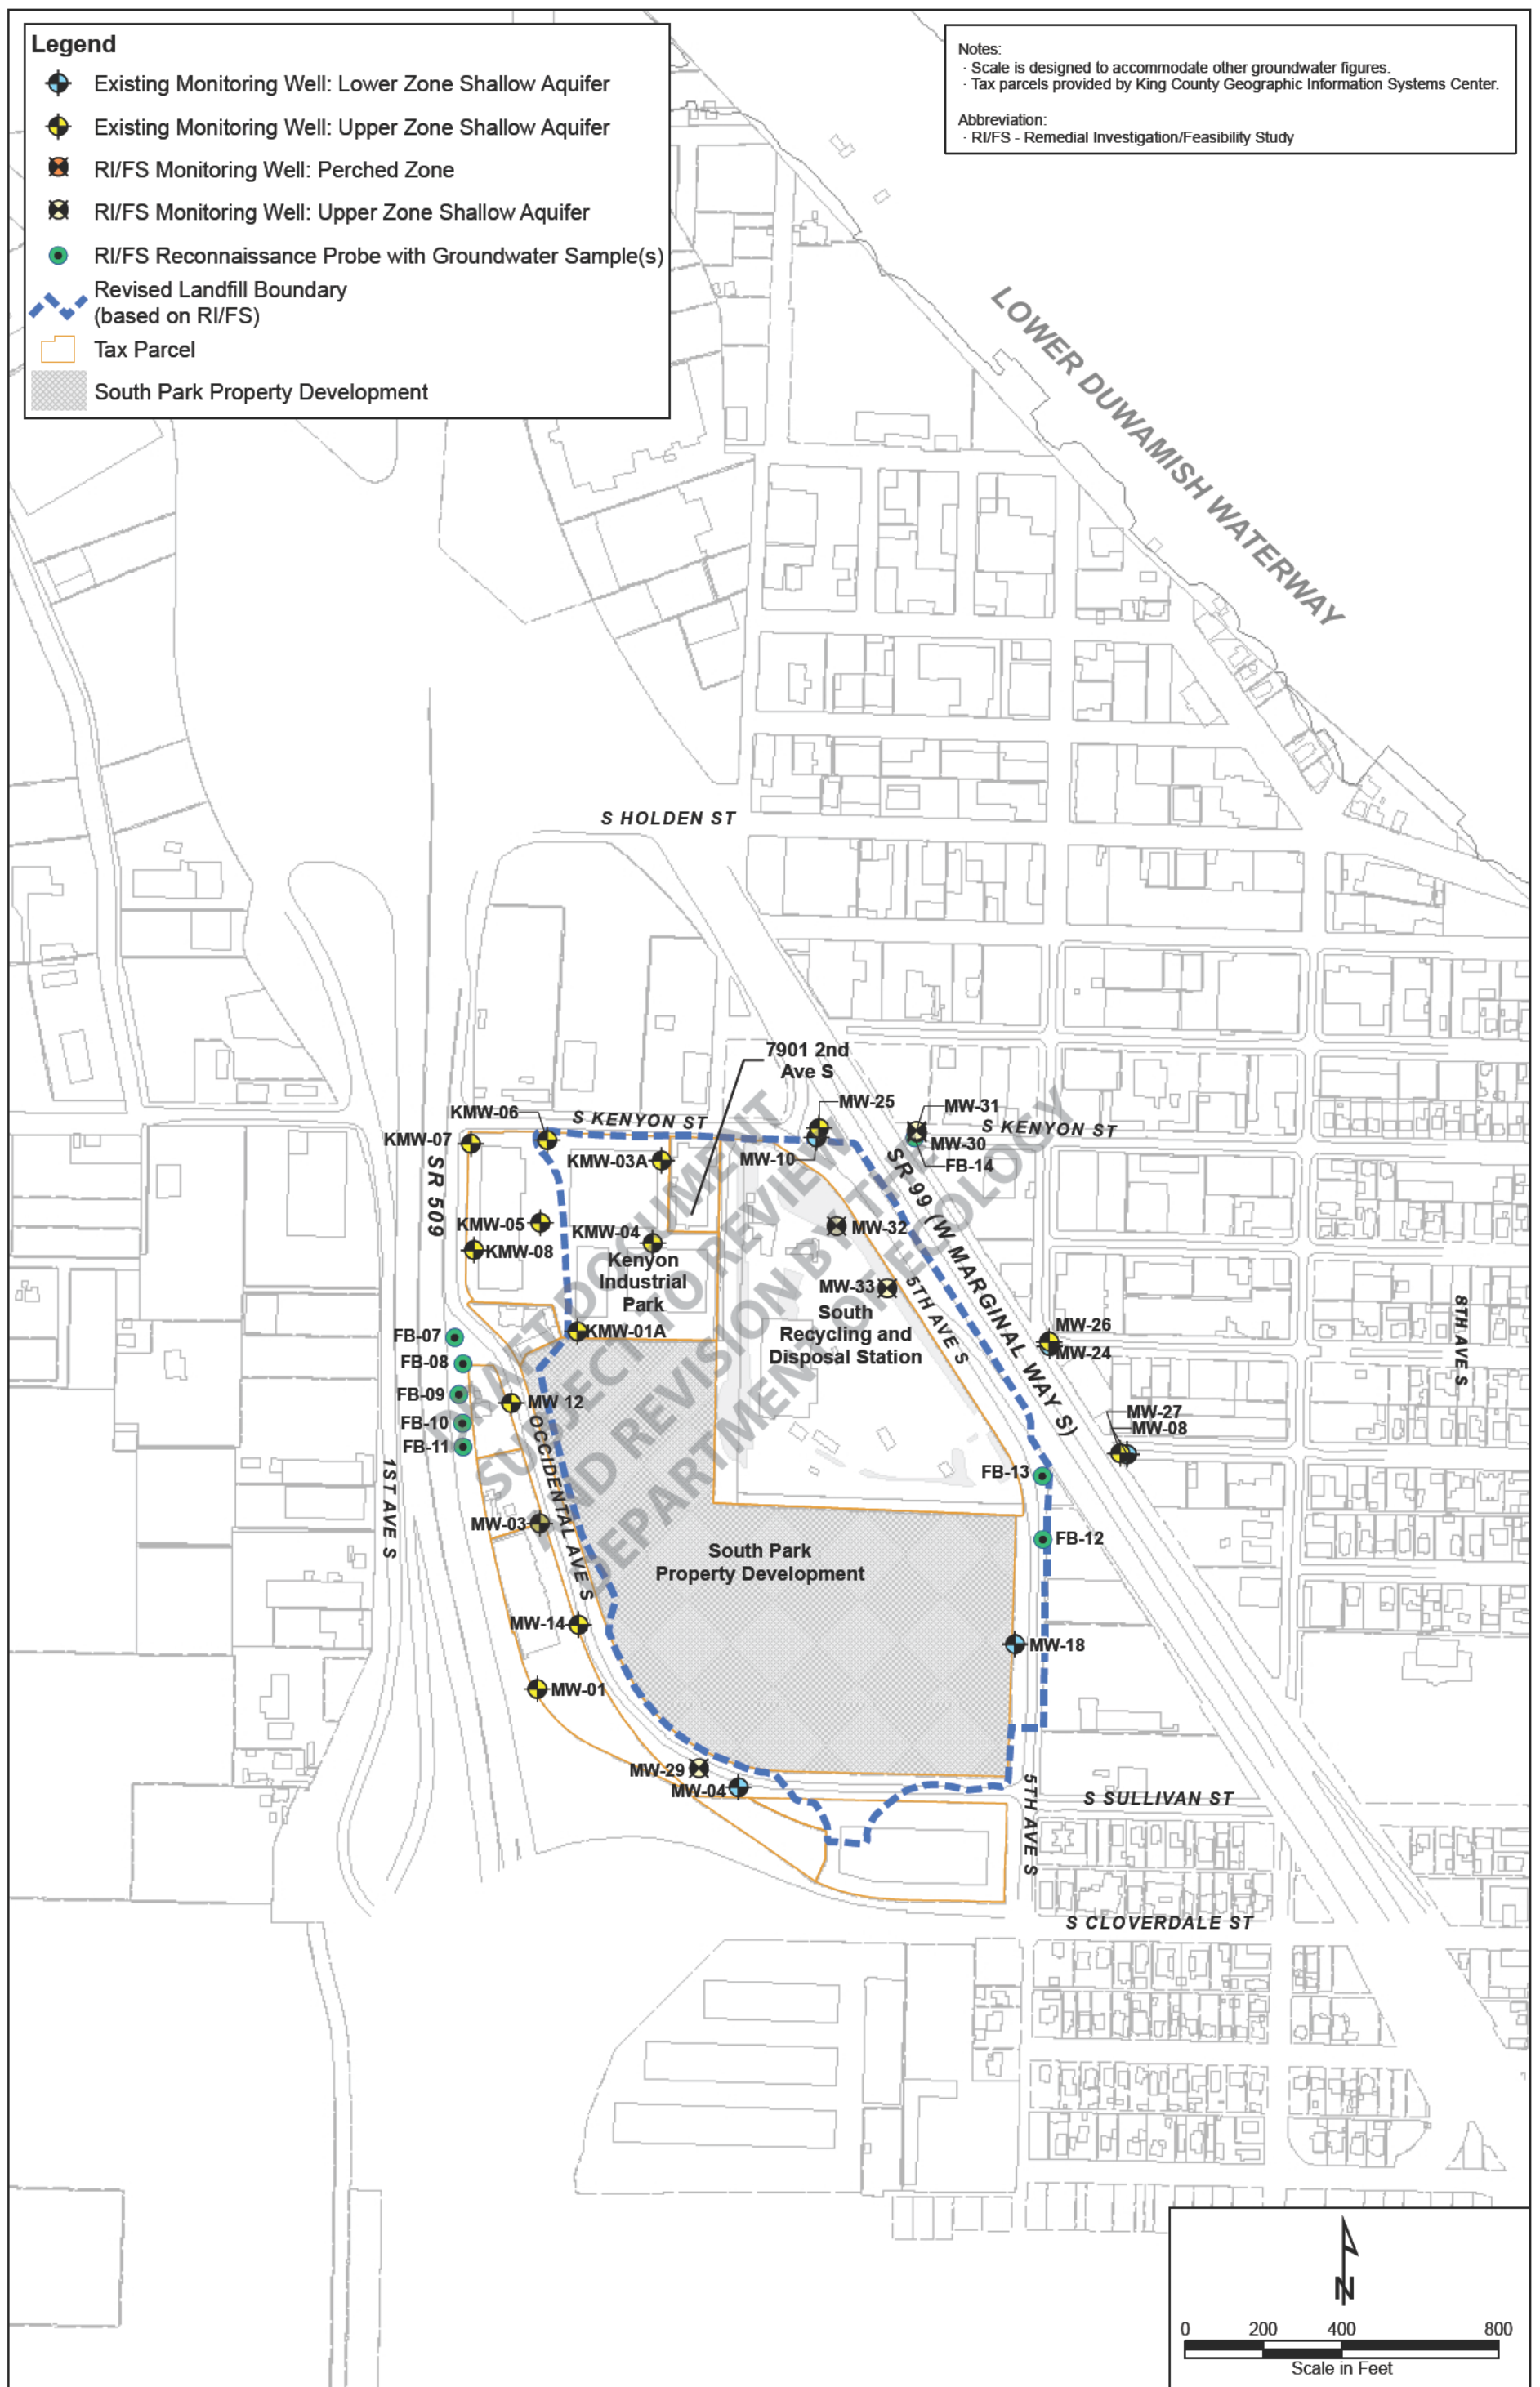 Legend
Existing Monitoring Well: Lower Zone Shallow Aquifer
Existing Monitoring Well: Upper Zone Shallow Aquifer
RI/FS Monitoring Well: Perched Zone
RI/FS Monitoring Well: Upper Zone Shallow Aquifer
RI/FS Reconnaissance Probe with Groundwater Sample(s)
Revised Landfill Boundary
(based on RI/FS)
Tax Parcel
South Park Property Development
Notes:
· Scale is designed to accommodate other groundwater figures.
· Tax parcels provided by King County Geographic Information Systems Center.
Abbreviation:
· RI/FS - Remedial Investigation/Feasibility Study
LOWER DUWAMISH WATERWAY
S HOLDEN ST
7901 2nd
Ave S
MW-25
KMW-06
S KENYON ST
MW-31
S KENYON ST
KMW-07
MW-30
KMW-03A
MW-10
FB-14
SR 509
SR 99 (W MARGINAL WAY S)
KMW-05
KMW-04
MW-32
KMW-08
Kenyon
Industrial
Park
MW-33
5TH AVE S
South
Recycling and
Disposal Station
KMW-01A
FB-07
MW-26
MW-24
8TH AVE S
FB-08
FB-09
MW 12
FB-10
FB-11
OCCIDENTAL AVE S
MW-27
MW-08
1ST AVE S
FB-13
MW-03
FB-12
South Park
Property Development
MW-14
MW-18
MW-01
MW-29
MW-04
5TH AVE S
S SULLIVAN ST
S CLOVERDALE ST
DRAFT DOCUMENT
SUBJECT TO REVIEW
AND REVISION BY THE
DEPARTMENT OF ECOLOGY
N
0 200 400 800
Scale in Feet